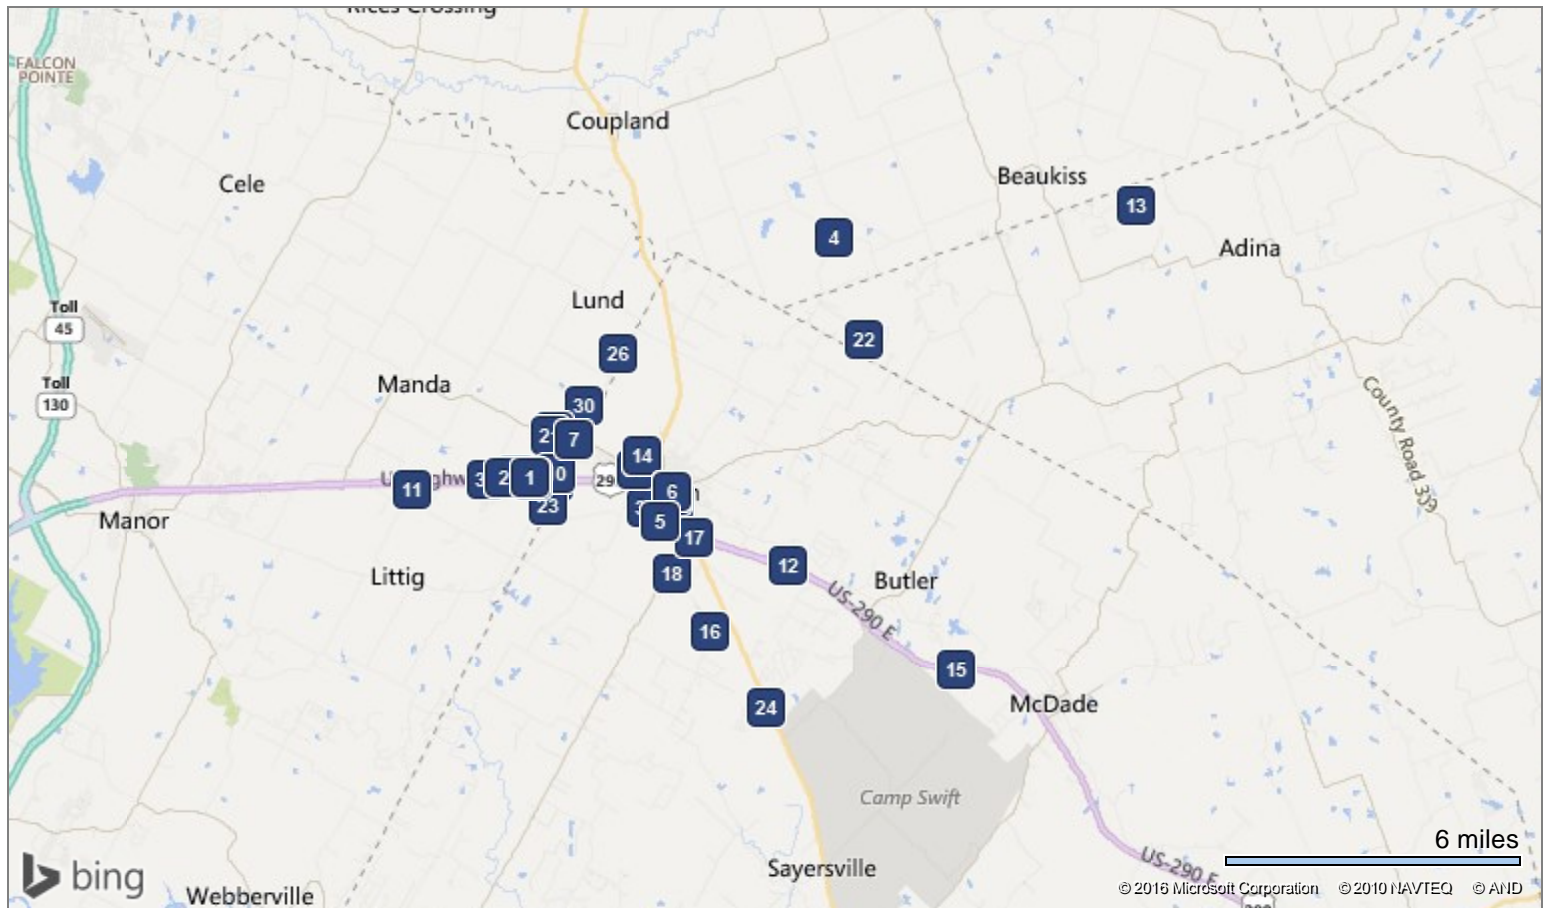 FALCON
POINTE
Coupland
Cele
Beaukiss
13
4
Adina
Lund
Toll
45
22
26
Manda
Toll
130
30
7
14
1
11
6
Manor
23
5
17
12
18
Littig
Butler
US-290 E
16
15
24
McDade
County Road 339
Camp Swift
6 miles
US-290 E
Sayersville
bing
Webberville
© 2016 Microsoft Corporation © 2010 NAVTEQ © AND